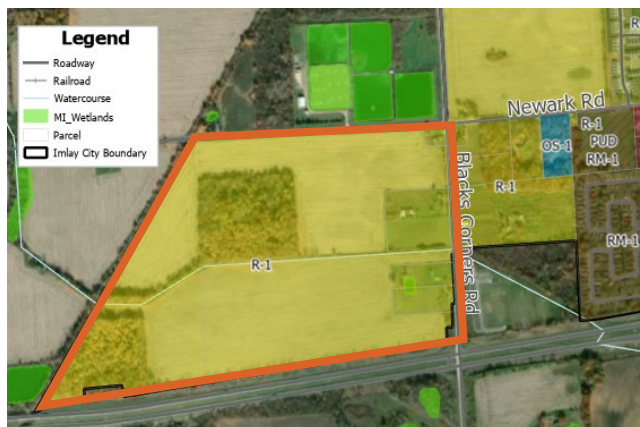 Legend
Roadway
Railroad
Watercourse
MI_Wetlands
Parcel
Imlay City Boundary
Newark Rd
R-1
OS-1
PUD
RM-1
R-1
Blacks Corners Rd
R-1
RM-1